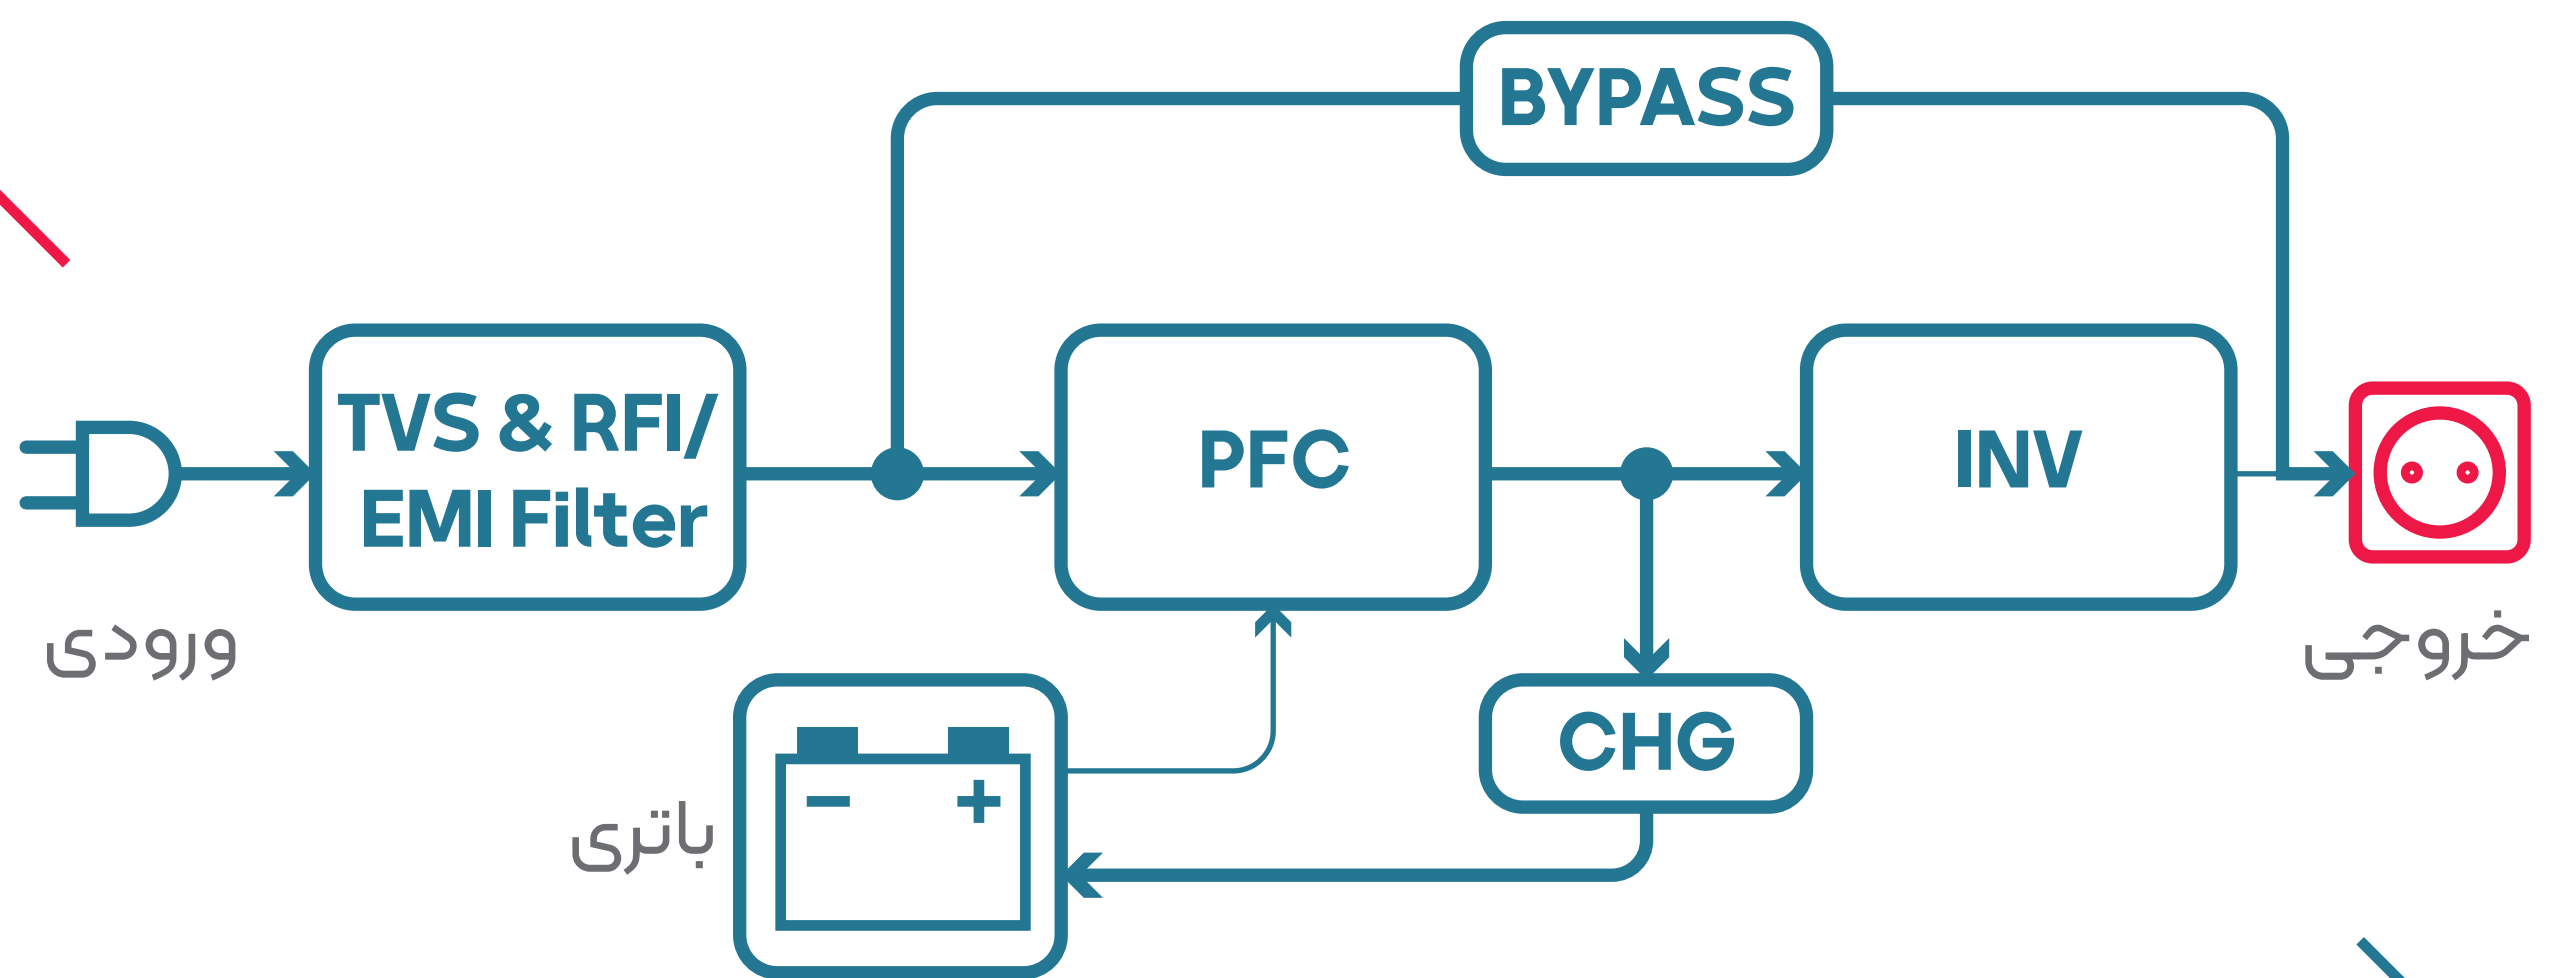 BYPASS
TVS & RFI/
EMI Filter
PFC
INV
ورودی
خروجی
CHG
باتری
− +